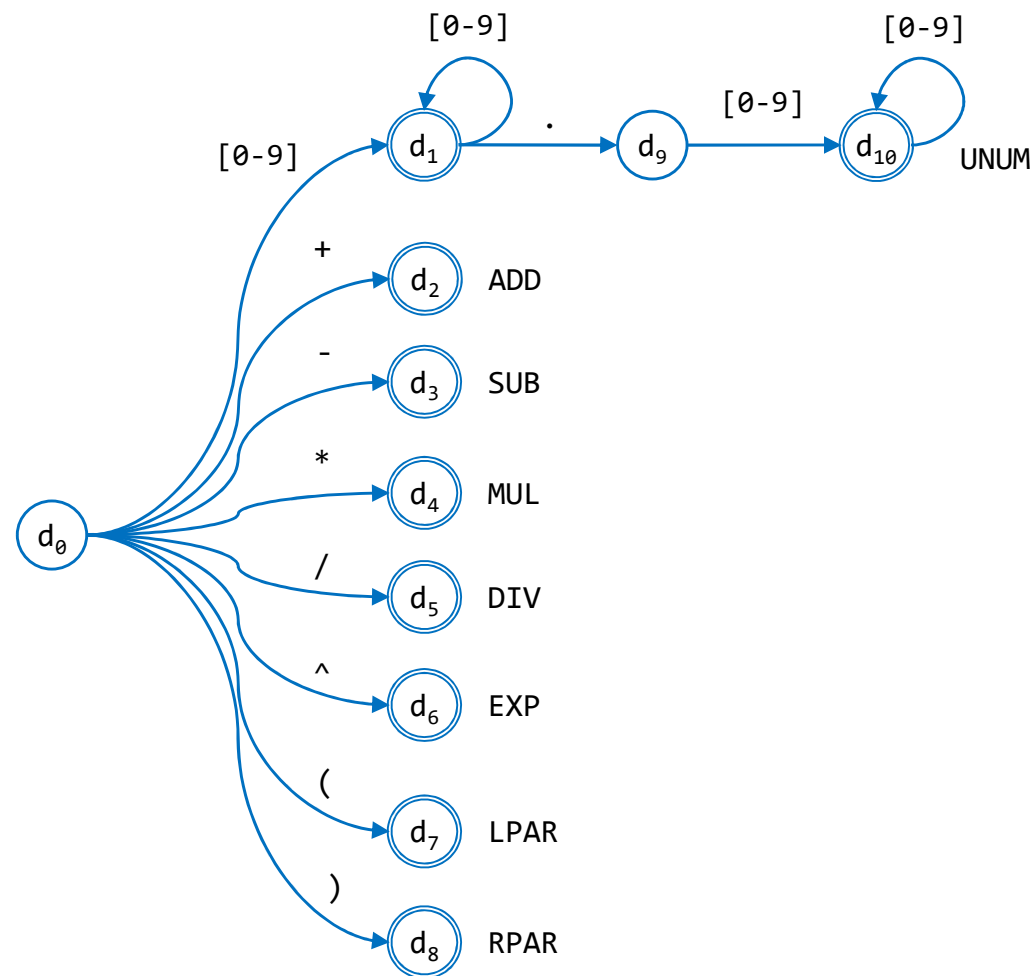 [0-9] [0-9]
[0-9] . [0-9]
d₁ d₉ d₁₀ UNUM
+
d₂ ADD
-
d₃ SUB
*
d₄ MUL
d₀
/
d₅ DIV
^
d₆ EXP
(
d₇ LPAR
)
d₈ RPAR